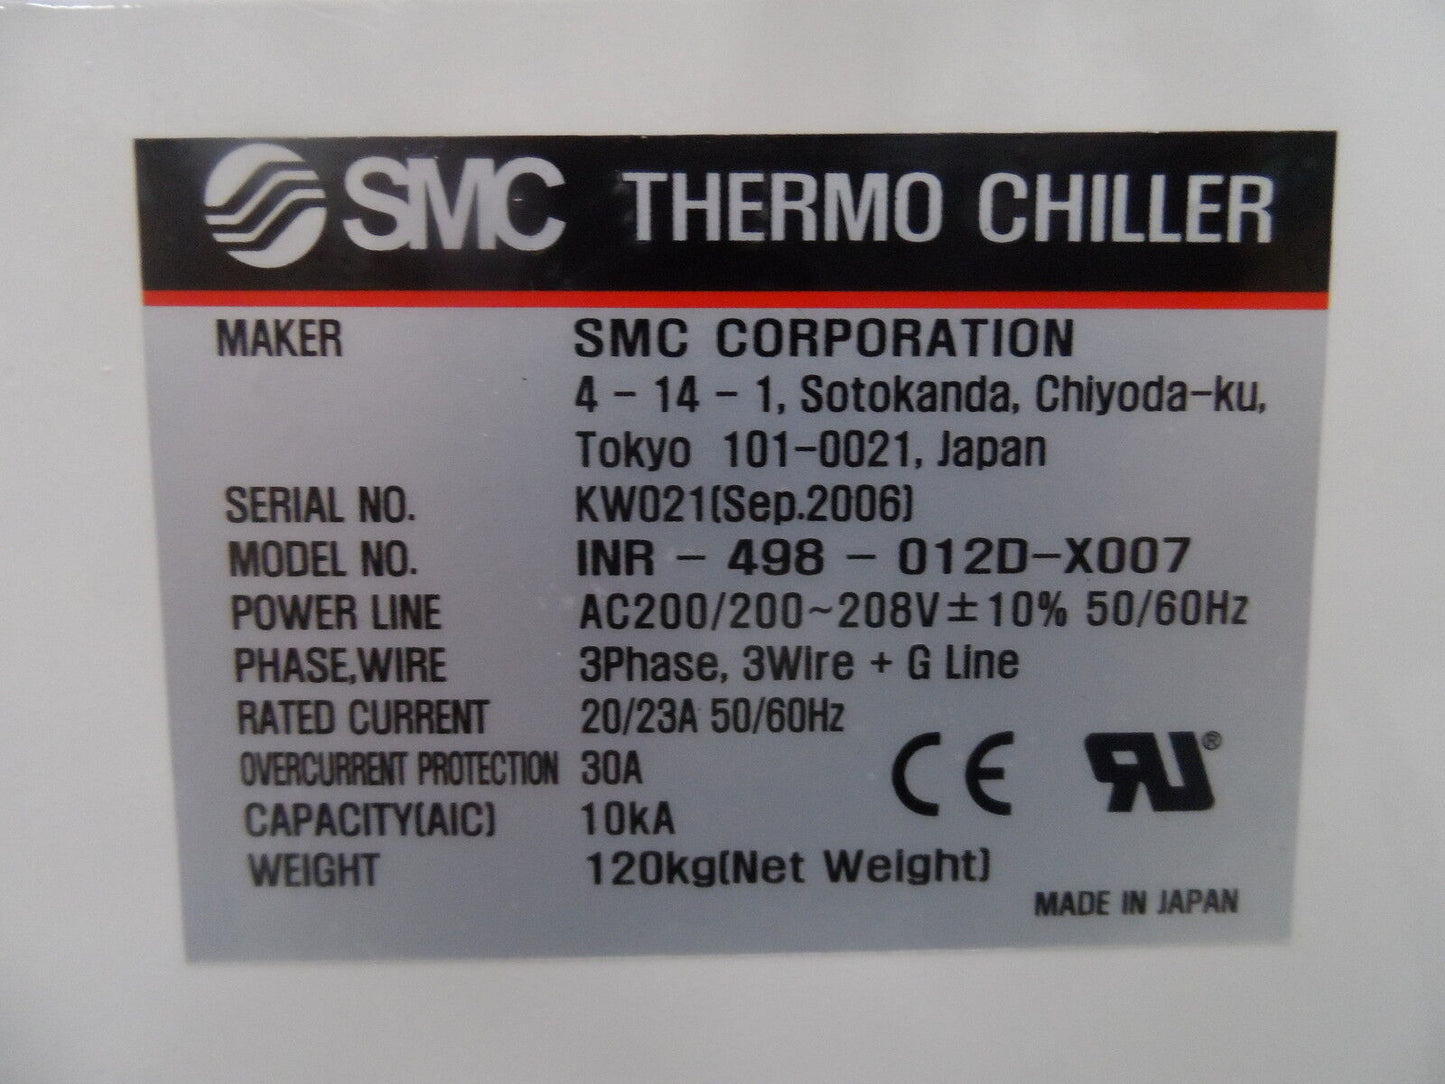 SMC THERMO CHILLER
MAKER SMC CORPORATION
4 - 14 - 1, Sotokanda, Chiyoda-ku,
Tokyo 101-0021, Japan
SERIAL NO. KW021(Sep.2006)
MODEL NO. INR - 498 - 012D-X007
POWER LINE AC200/200~208V±10% 50/60Hz
PHASE,WIRE 3Phase, 3Wire + G Line
RATED CURRENT 20/23A 50/60Hz
OVERCURRENT PROTECTION 30A
CAPACITY(AIC) 10kA
WEIGHT 120kg(Net Weight)
CE RU®
MADE IN JAPAN